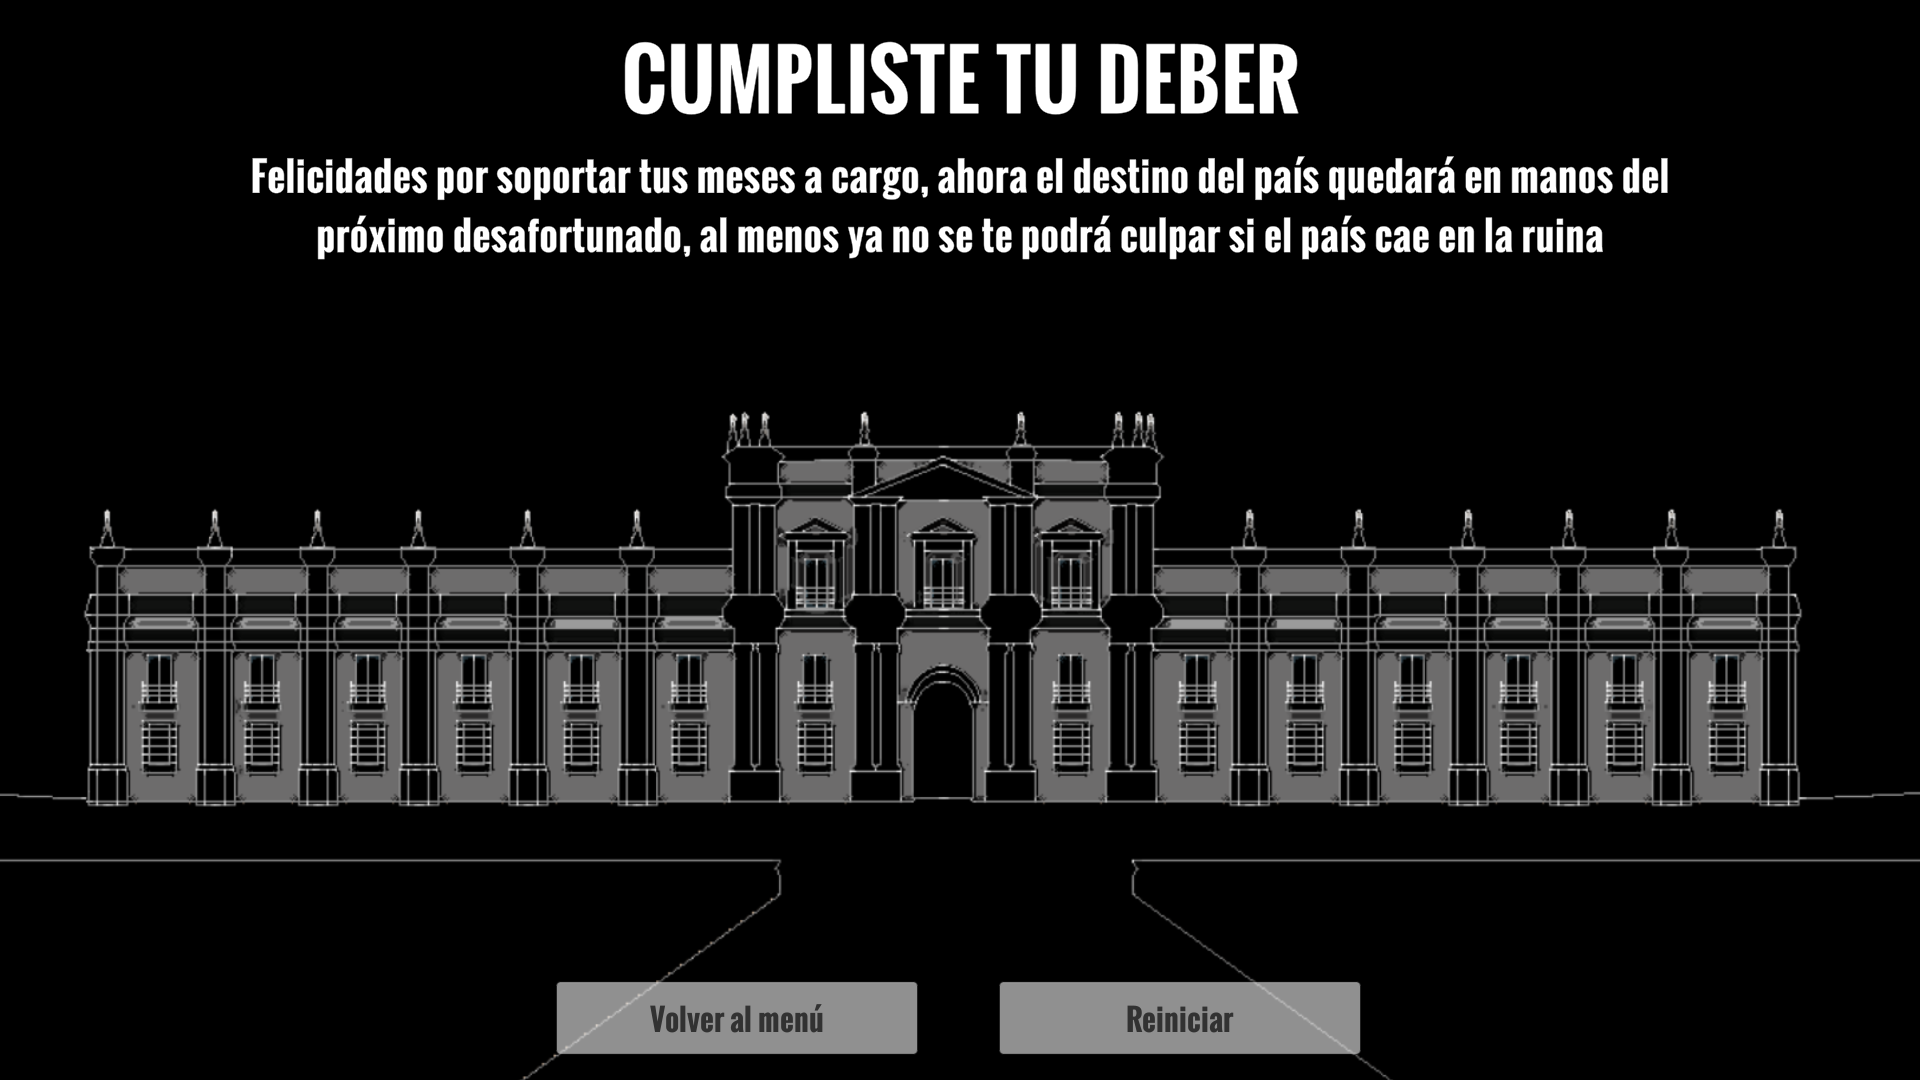 CUMPLISTE TU DEBER
Felicidades por soportar tus meses a cargo, ahora el destino del país quedará en manos del
próximo desafortunado, al menos ya no se te podrá culpar si el país cae en la ruina
Volver al menú
Reiniciar